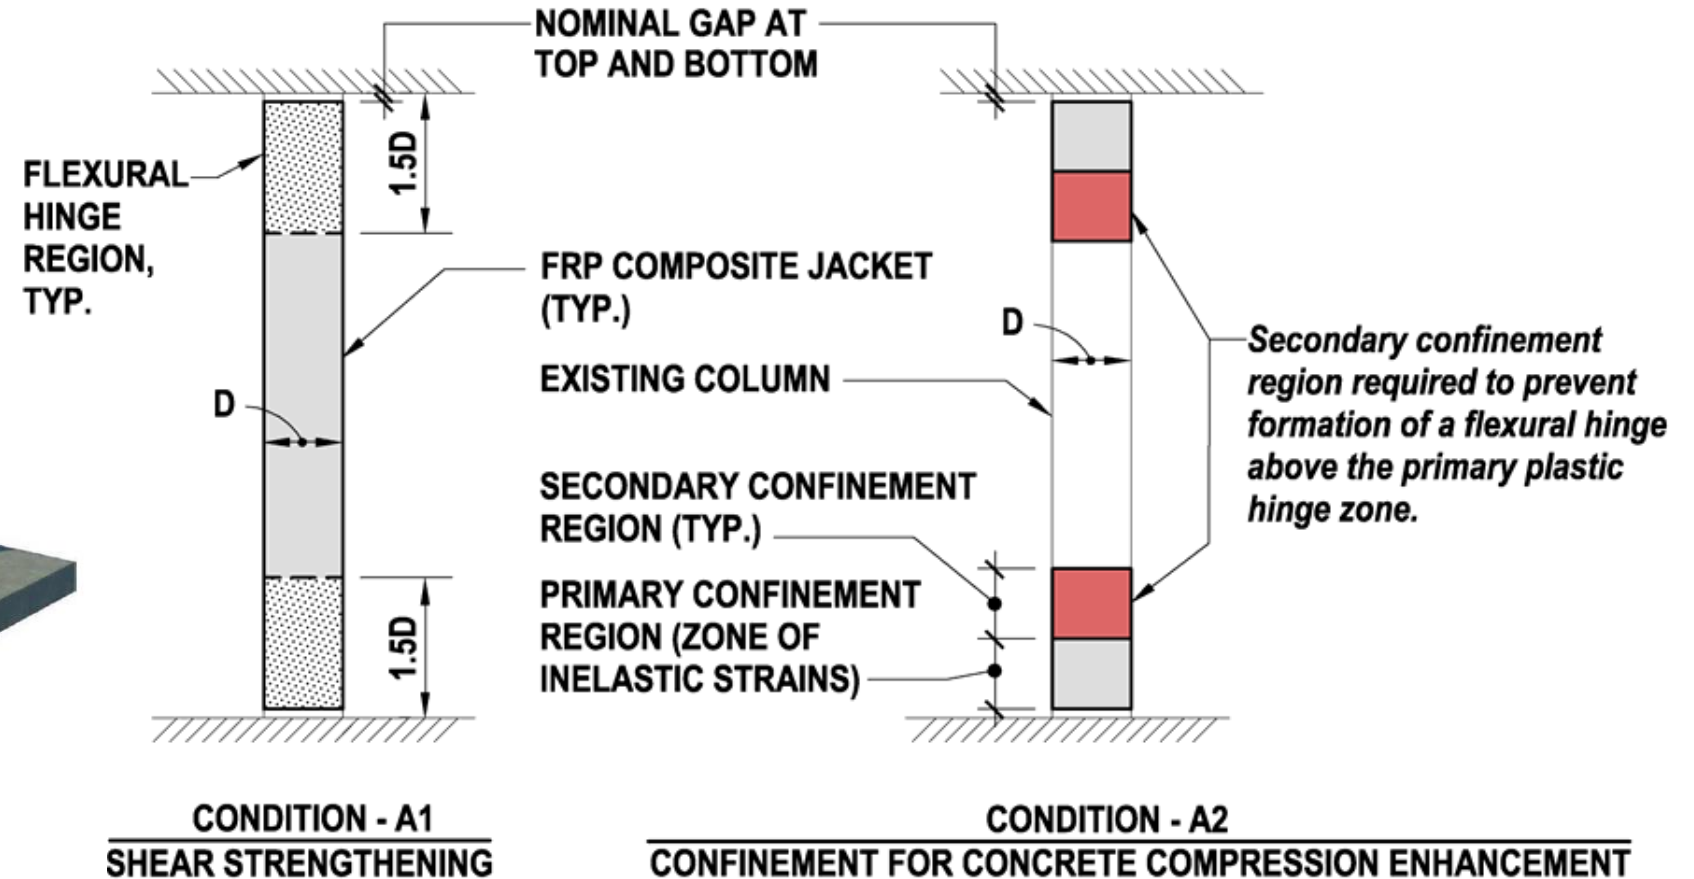 NOMINAL GAP AT
TOP AND BOTTOM
FLEXURAL
HINGE
REGION,
TYP.
1.5D
FRP COMPOSITE JACKET
(TYP.)
D
EXISTING COLUMN
D
Secondary confinement
region required to prevent
formation of a flexural hinge
above the primary plastic
hinge zone.
SECONDARY CONFINEMENT
REGION (TYP.)
PRIMARY CONFINEMENT
REGION (ZONE OF
INELASTIC STRAINS)
1.5D
CONDITION - A1
SHEAR STRENGTHENING
CONDITION - A2
CONFINEMENT FOR CONCRETE COMPRESSION ENHANCEMENT